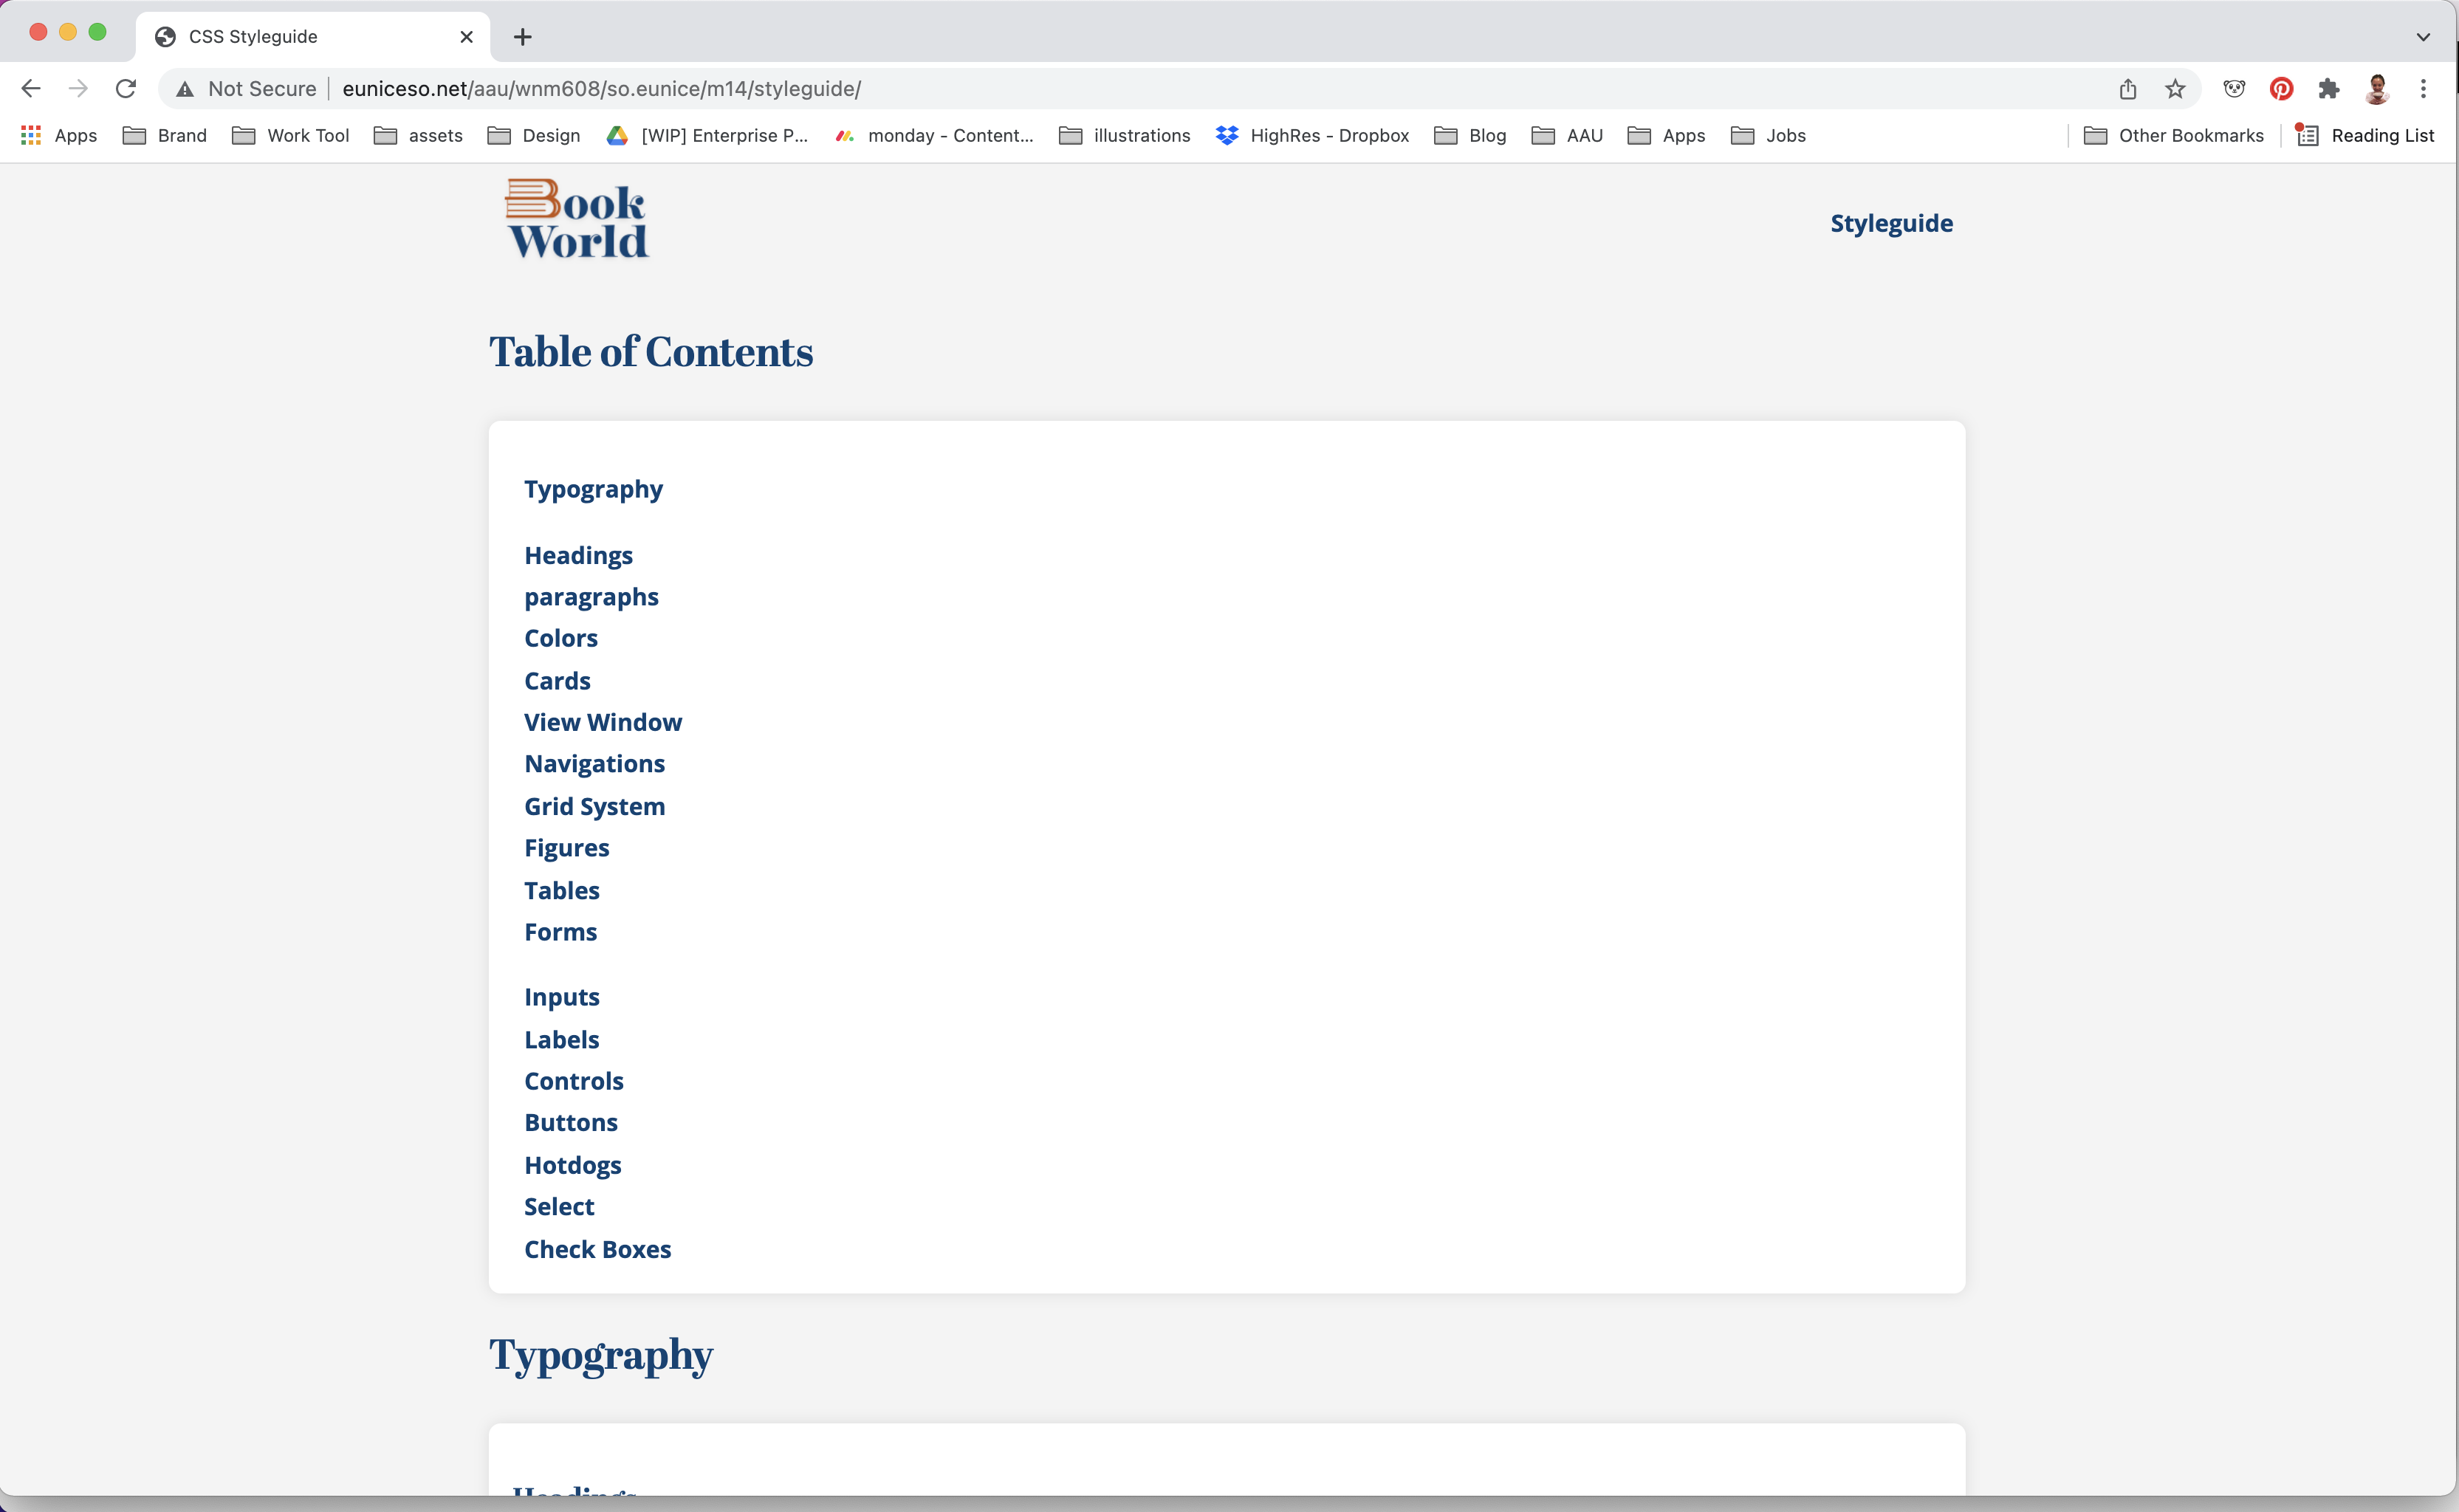 CSS Styleguide
Not Secure euniceso.net/aau/wnm608/so.eunice/m14/styleguide/
Apps Brand Work Tool assets Design [WIP] Enterprise P... monday - Content... illustrations HighRes - Dropbox Blog AAU Apps Jobs Other Bookmarks Reading List
Book
World
Styleguide
Table of Contents
Typography
Headings
paragraphs
Colors
Cards
View Window
Navigations
Grid System
Figures
Tables
Forms
Inputs
Labels
Controls
Buttons
Hotdogs
Select
Check Boxes
Typography
Headings